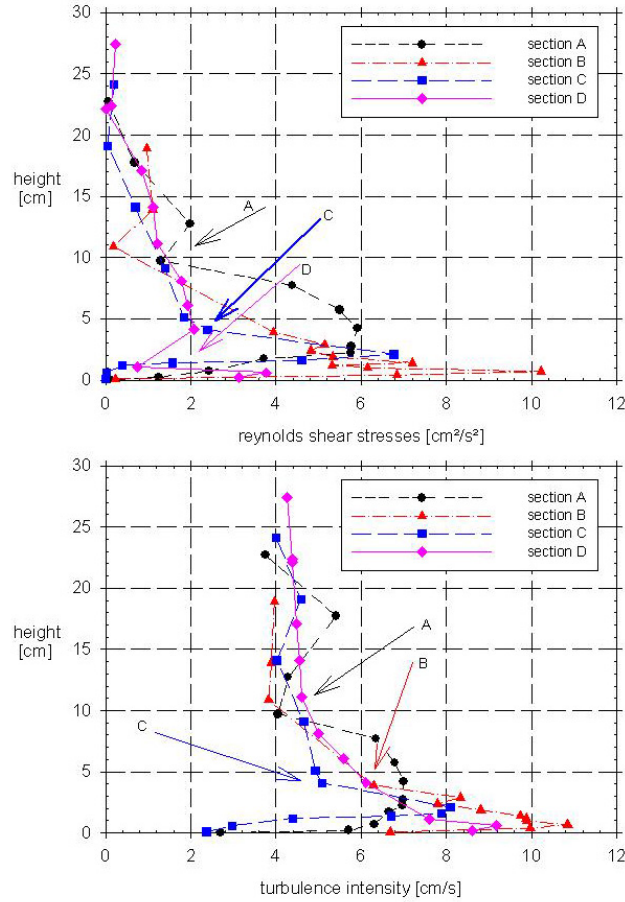 30
25
20
15
10
5
0
height
[cm]
section A
section B
section C
section D
A
C
D
0
2
4
6
8
10
12
reynolds shear stresses [cm²/s²]
30
25
20
15
10
5
0
height
[cm]
section A
section B
section C
section D
A
B
C
0
2
4
6
8
10
12
turbulence intensity [cm/s]